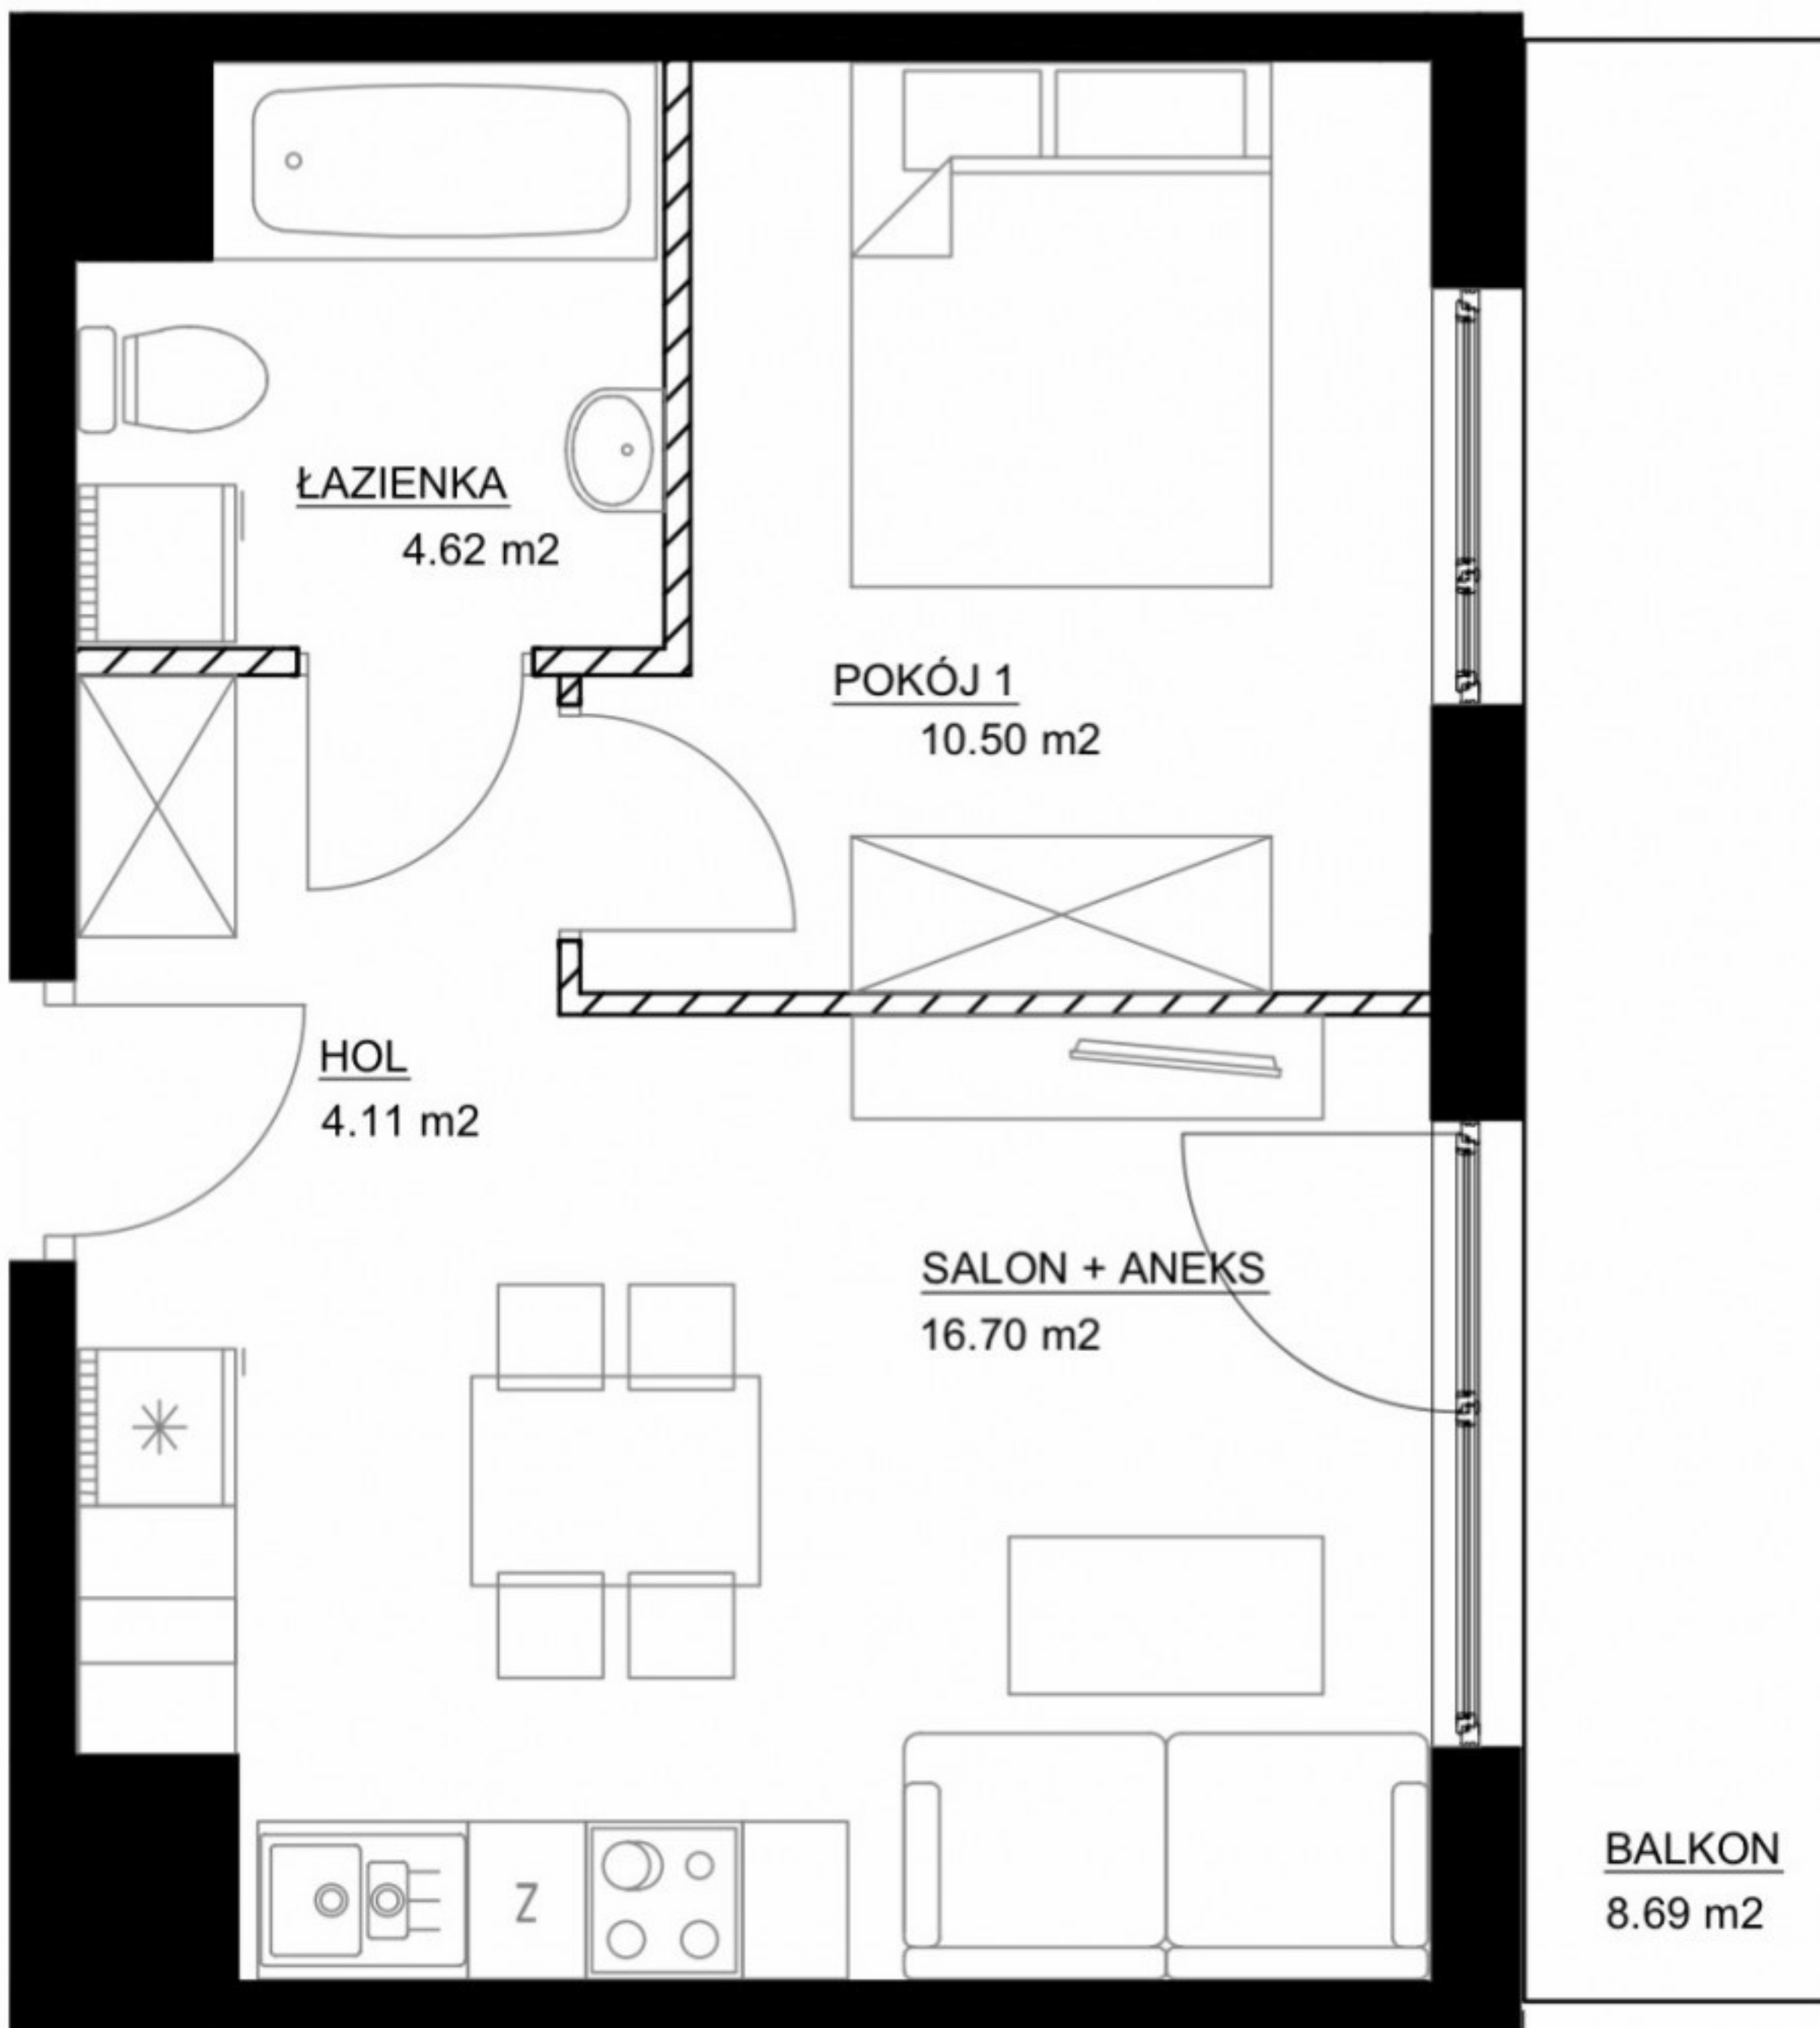 ŁAZIENKA
4.62 m2
POKÓJ 1
10.50 m2
HOL
4.11 m2
SALON + ANEKS
16.70 m2
Z
BALKON
8.69 m2